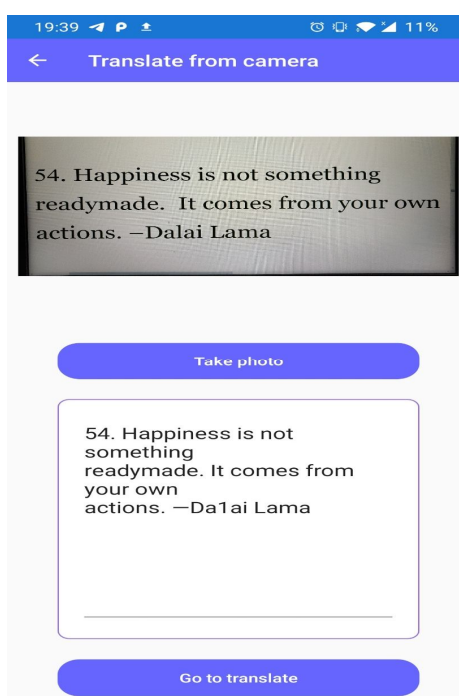 19:39 11%
Translate from camera
54. Happiness is not something
readymade. It comes from your own
actions. –Dalai Lama
Take photo
54. Happiness is not
something
readymade. It comes from
your own
actions. —Da1ai Lama
Go to translate